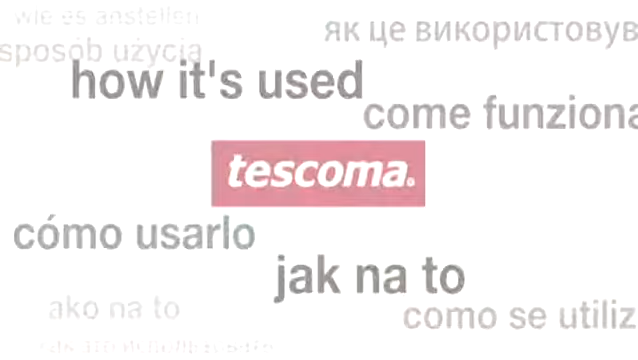 wie es anstellen
як це використовув
sposób użycia
how it's used
come funziona
tescoma.
cómo usarlo
jak na to
ako na to
como se utiliz